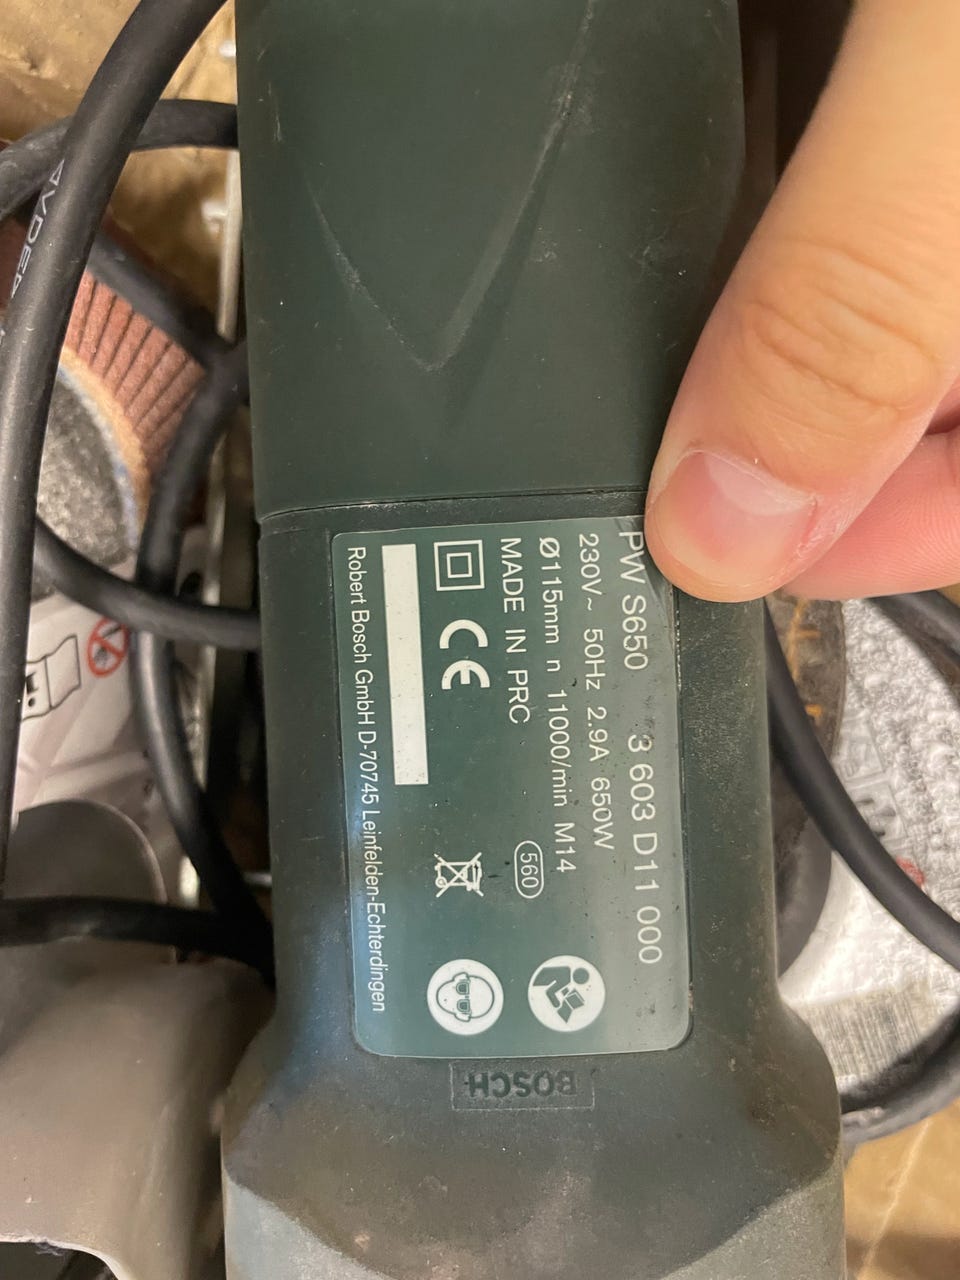 PW S650 3 603 D11 000
230V~ 50Hz 2.9A 650W
Ø115mm n 11000/min M14
MADE IN PRC
560
CE
Robert Bosch GmbH D-70745 Leinfelden-Echterdingen
BOSCH